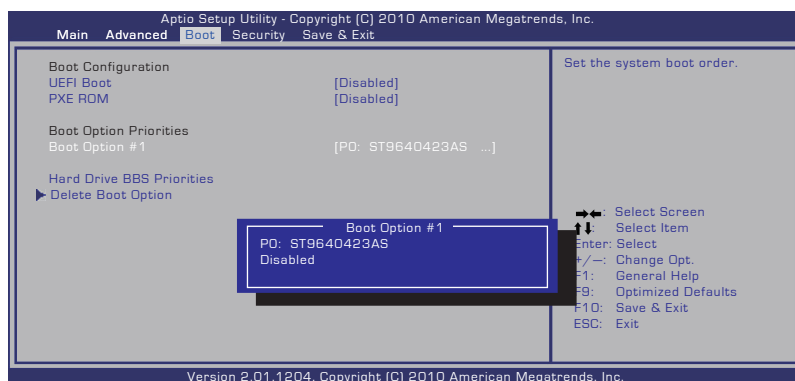 Aptio Setup Utility - Copyright (C) 2010 American Megatrends, Inc.
Main Advanced Boot Security Save & Exit
Boot Configuration
UEFI Boot [Disabled]
PXE ROM [Disabled]
Boot Option Priorities
Boot Option #1 [P0: ST9640423AS ...]
Hard Drive BBS Priorities
Delete Boot Option
Boot Option #1
P0: ST9640423AS
Disabled
Set the system boot order.
→←: Select Screen
↑↓: Select Item
Enter: Select
+/—: Change Opt.
F1: General Help
F9: Optimized Defaults
F10: Save & Exit
ESC: Exit
Version 2.01.1204. Copyright (C) 2010 American Megatrends, Inc.